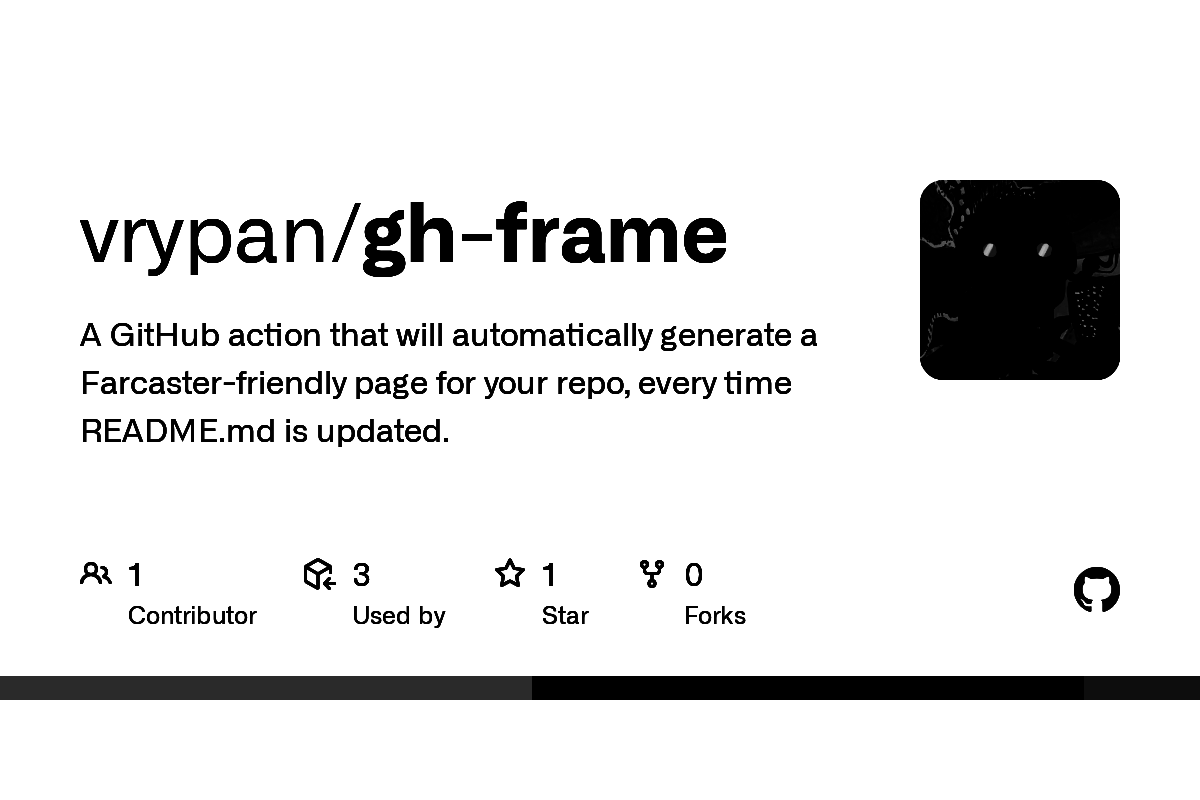 vrypan/gh-frame
A GitHub action that will automatically generate a
Farcaster-friendly page for your repo, every time
README.md is updated.
1
Contributor
3
Used by
1
Star
0
Forks